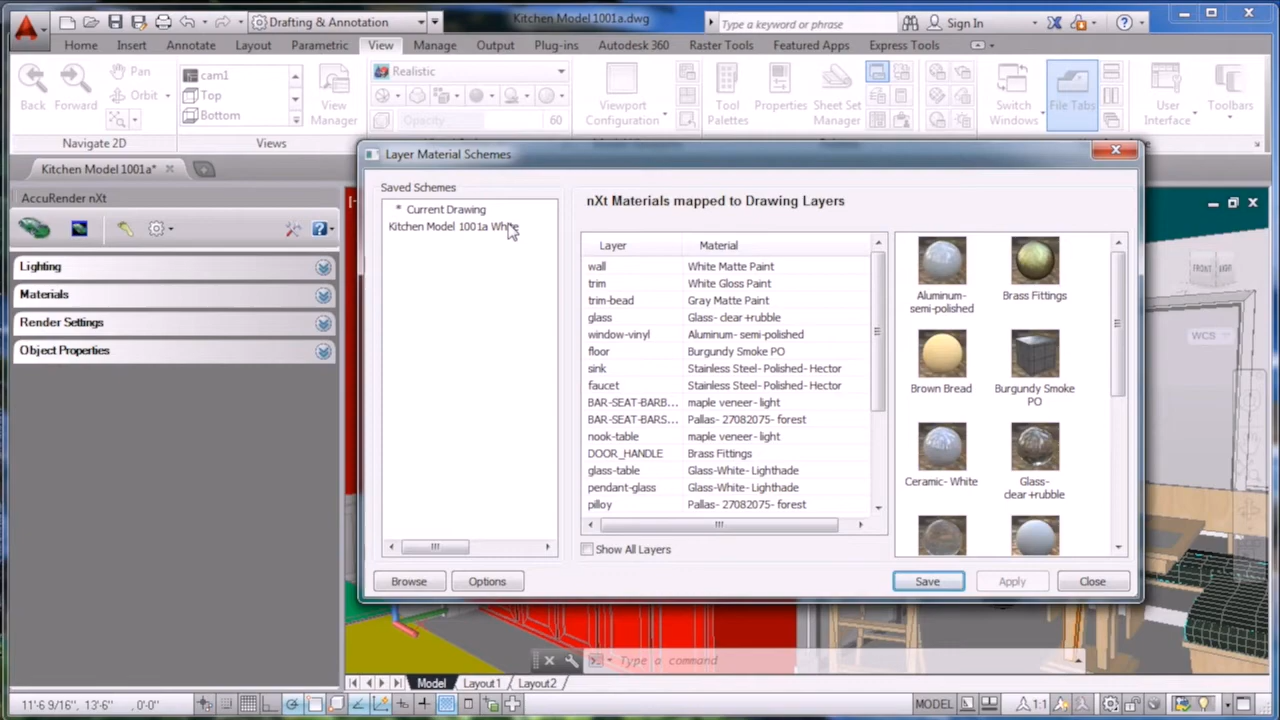 Drafting & Annotation
Kitchen Model 1001a.dwg
Type a keyword or phrase
Sign In
Home Insert Annotate Layout Parametric View Manage Output Plug-ins Autodesk 360 Raster Tools Featured Apps Express Tools
Back
Forward
Pan
Orbit
Navigate 2D
cam1
Top
Bottom
View Manager
Views
Realistic
Opacity 60
Viewport Configuration
Tool Palettes
Properties
Sheet Set Manager
Switch Windows
File Tabs
User Interface
Toolbars
Kitchen Model 1001a*
AccuRender nXt
Lighting
Materials
Render Settings
Object Properties
Layer Material Schemes
Saved Schemes
* Current Drawing
Kitchen Model 1001a White
nXt Materials mapped to Drawing Layers
Layer Material
wall White Matte Paint
trim White Gloss Paint
trim-bead Gray Matte Paint
glass Glass- clear +rubble
window-vinyl Aluminum- semi-polished
floor Burgundy Smoke PO
sink Stainless Steel- Polished- Hector
faucet Stainless Steel- Polished- Hector
BAR-SEAT-BARB... maple veneer- light
BAR-SEAT-BARS... Pallas- 27082075- forest
nook-table maple veneer- light
DOOR_HANDLE Brass Fittings
glass-table Glass-White- Lighthade
pendant-glass Glass-White- Lighthade
pilloy Pallas- 27082075- forest
Show All Layers
Aluminum-
semi-polished
Brass Fittings
Brown Bread
Burgundy Smoke
PO
Ceramic- White
Glass-
clear +rubble
Browse
Options
Save
Apply
Close
FRONT
WCS
Type a command
Model Layout1 Layout2
11'-6 9/16", 13'-6" , 0'-0"
MODEL
1:1